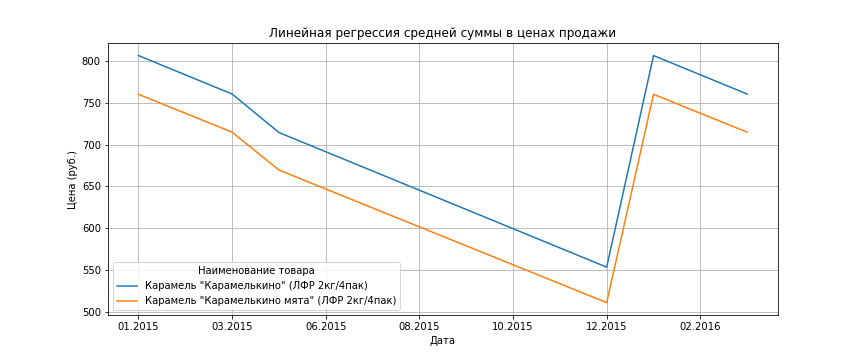 Линейная регрессия средней суммы в ценах продажи
Цена (руб.)
800
750
700
650
600
550
500
Наименование товара
Карамель "Карамелькино" (ЛФР 2кг/4пак)
Карамель "Карамелькино мята" (ЛФР 2кг/4пак)
01.2015 03.2015 06.2015 08.2015 10.2015 12.2015 02.2016
Дата